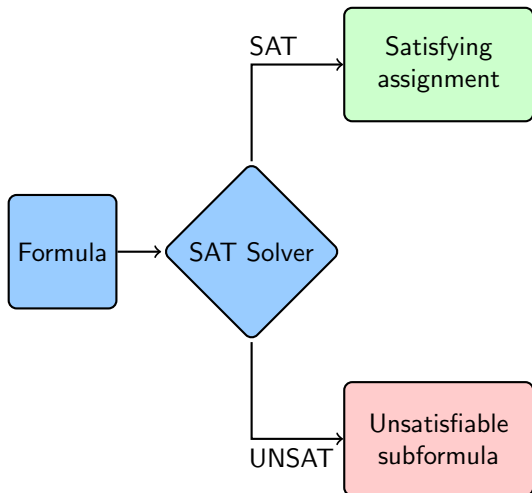 SAT
Satisfying
assignment
Formula
SAT Solver
UNSAT
Unsatisfiable
subformula